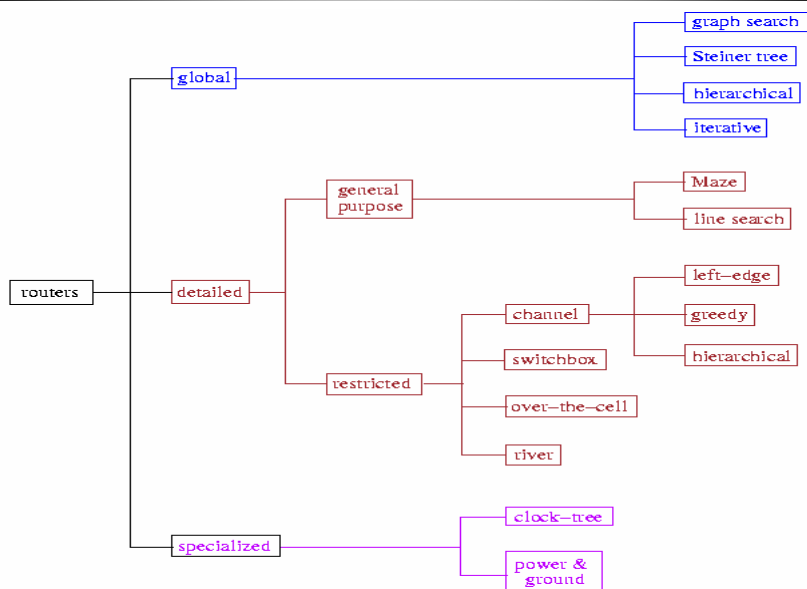 routers
global
graph search
Steiner tree
hierarchical
iterative
detailed
general
purpose
Maze
line search
restricted
channel
left–edge
greedy
hierarchical
switchbox
over–the–cell
river
specialized
clock–tree
power &
ground